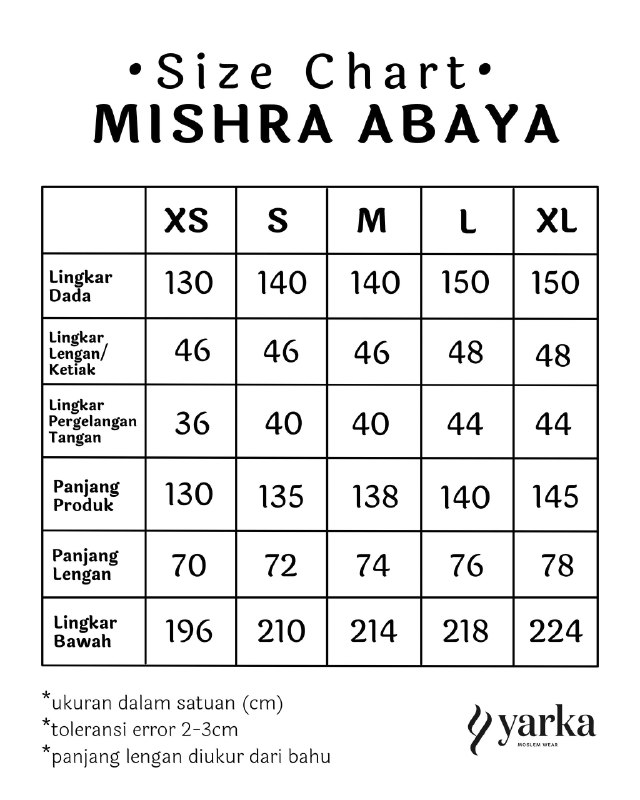 •Size Chart•
MISHRA ABAYA
XS S M L XL
Lingkar
Dada
130 140 140 150 150
Lingkar
Lengan/
Ketiak
46 46 46 48 48
Lingkar
Pergelangan
Tangan
36 40 40 44 44
Panjang
Produk
130 135 138 140 145
Panjang
Lengan
70 72 74 76 78
Lingkar
Bawah
196 210 214 218 224
*ukuran dalam satuan (cm)
*toleransi error 2-3cm
*panjang lengan diukur dari bahu
yarka
MOSLEM WEAR